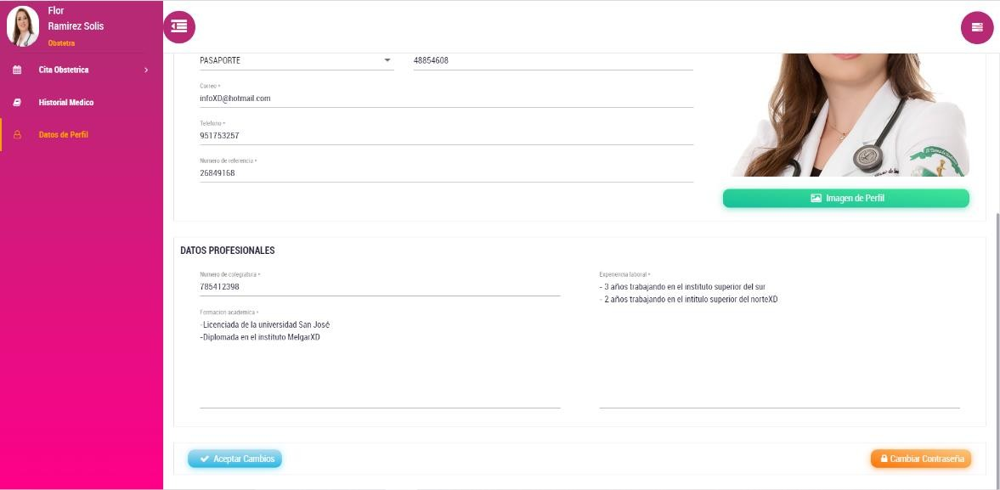 Flor
Ramirez Solis
Obstetra
Cita Obstetrica
Historial Medico
Datos de Perfil
PASAPORTE
48854608
Correo *
infoXD@hotmail.com
Telefono *
951753257
Numero de referencia *
26849168
Imagen de Perfil
DATOS PROFESIONALES
Numero de colegiatura *
785412398
Formacion academica *
-Licenciada de la universidad San José
-Diplomada en el instituto MelgarXD
Experiencia laboral *
- 3 años trabajando en el instituto superior del sur
- 2 años trabajando en el intitulo superior del norteXD
Aceptar Cambios
Cambiar Contraseña